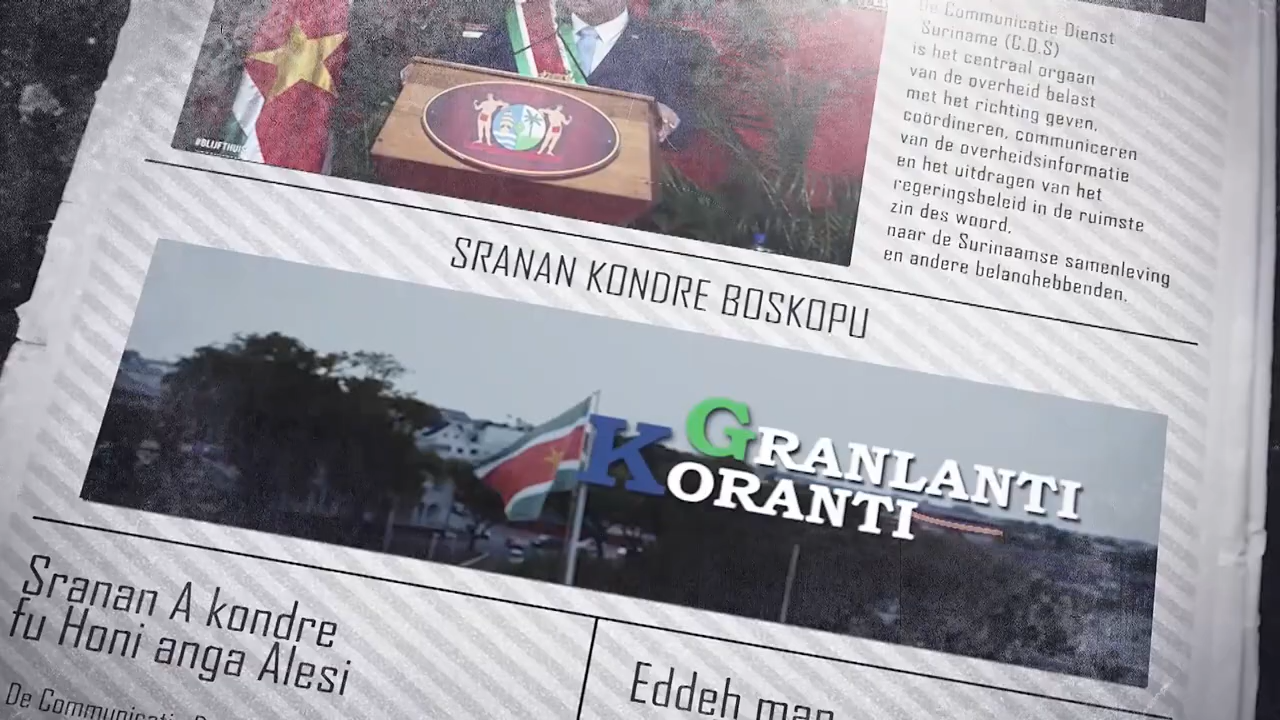 De Communicatie Dienst
Suriname (C.D.S)
is het centraal orgaan
van de overheid belast
met het richting geven,
coördineren, communiceren
van de overheidsinformatie
en het uitdragen van het
regeringsbeleid in de ruimste
zin des woord.
naar de Surinaamse samenleving
en andere belanghebbenden.
SRANAN KONDRE BOSKOPU
GRANLANTI
KORANTI
Sranan A kondre
fu Honi anga Alesi
Eddeh man
De